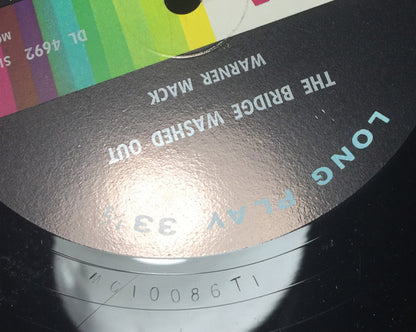 LONG PLAY 33⅓
THE BRIDGE WASHED OUT
WARNER MACK
DL 4692
MG10086T1